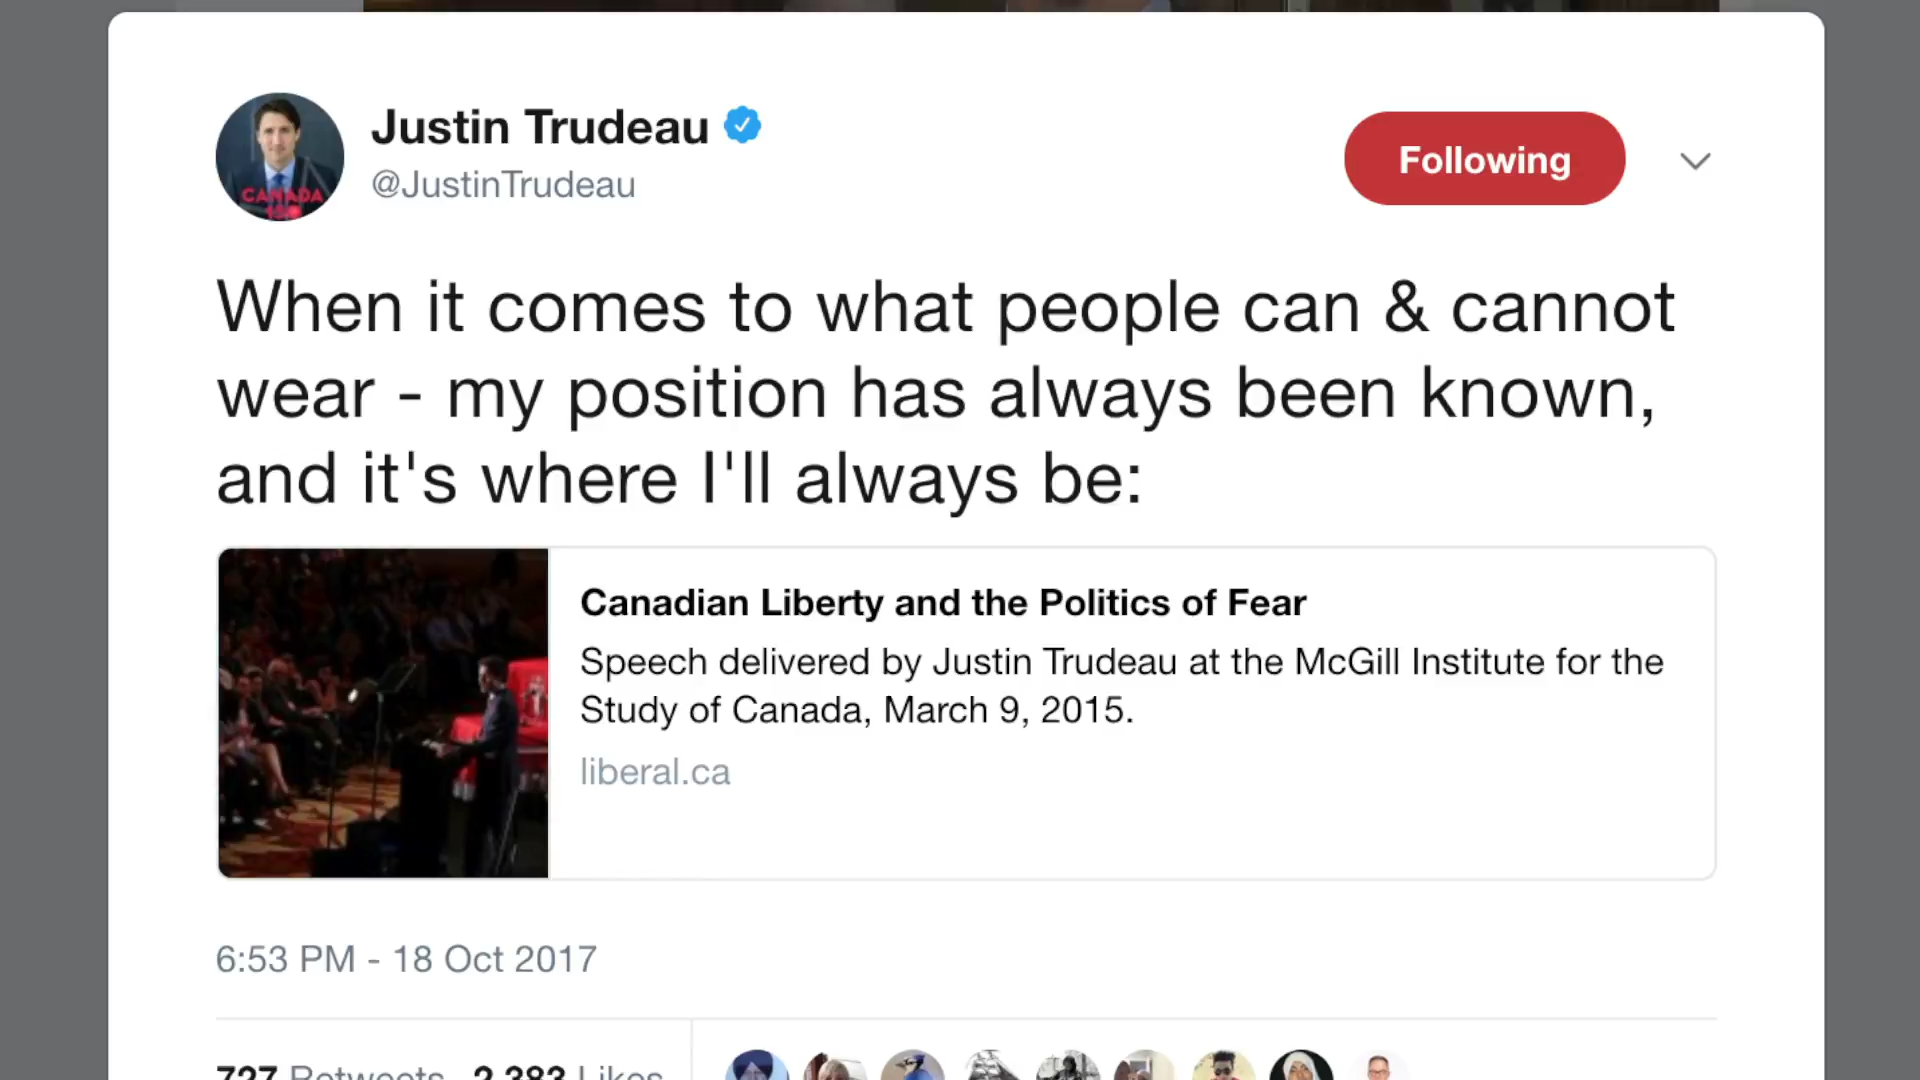 Justin Trudeau
@JustinTrudeau
Following
CANADA
When it comes to what people can & cannot
wear - my position has always been known,
and it's where I'll always be:
Canadian Liberty and the Politics of Fear
Speech delivered by Justin Trudeau at the McGill Institute for the
Study of Canada, March 9, 2015.
liberal.ca
6:53 PM - 18 Oct 2017
727 Retweets 2,383 Likes